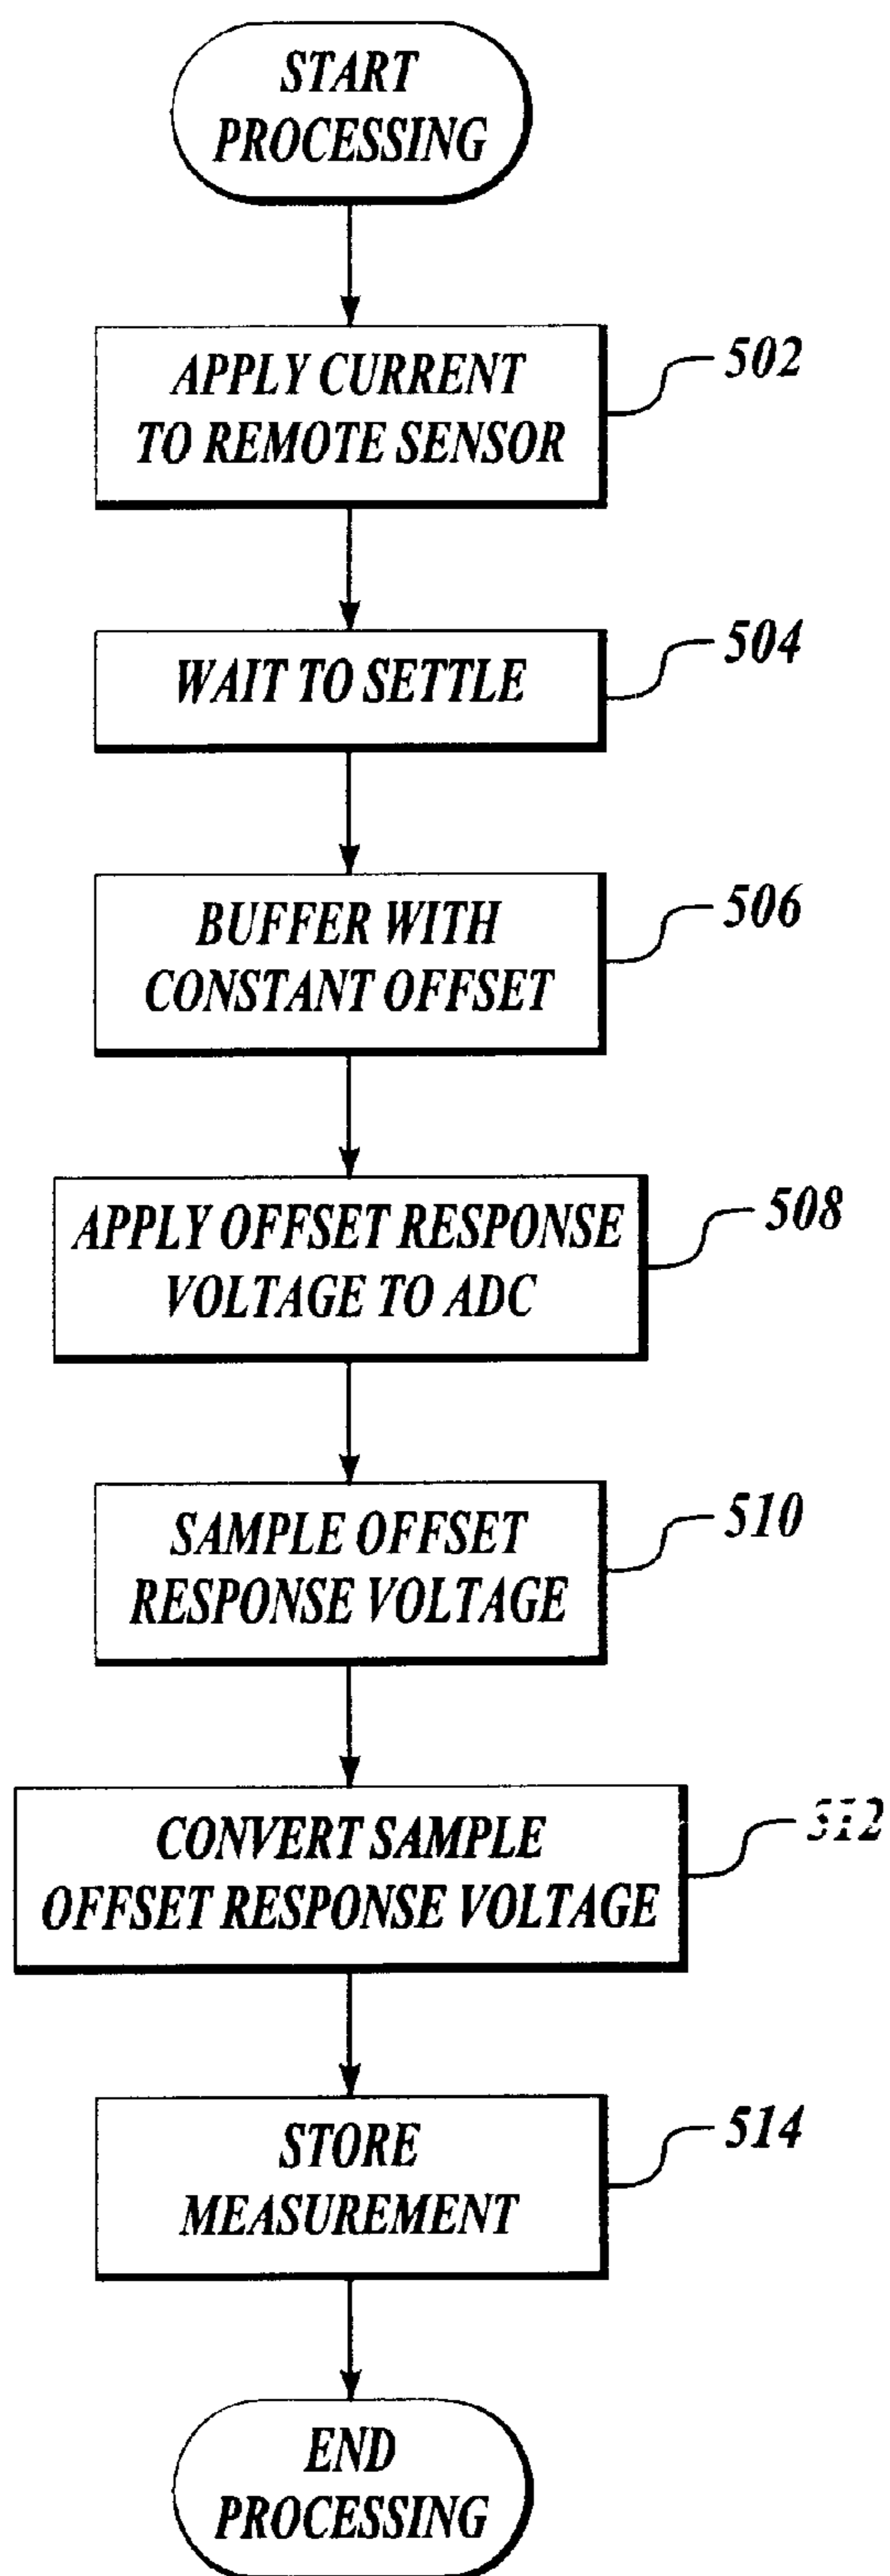 START
PROCESSING
APPLY CURRENT
TO REMOTE SENSOR
502
WAIT TO SETTLE
504
BUFFER WITH
CONSTANT OFFSET
506
APPLY OFFSET RESPONSE
VOLTAGE TO ADC
508
SAMPLE OFFSET
RESPONSE VOLTAGE
510
CONVERT SAMPLE
OFFSET RESPONSE VOLTAGE
STORE
MEASUREMENT
514
END
PROCESSING